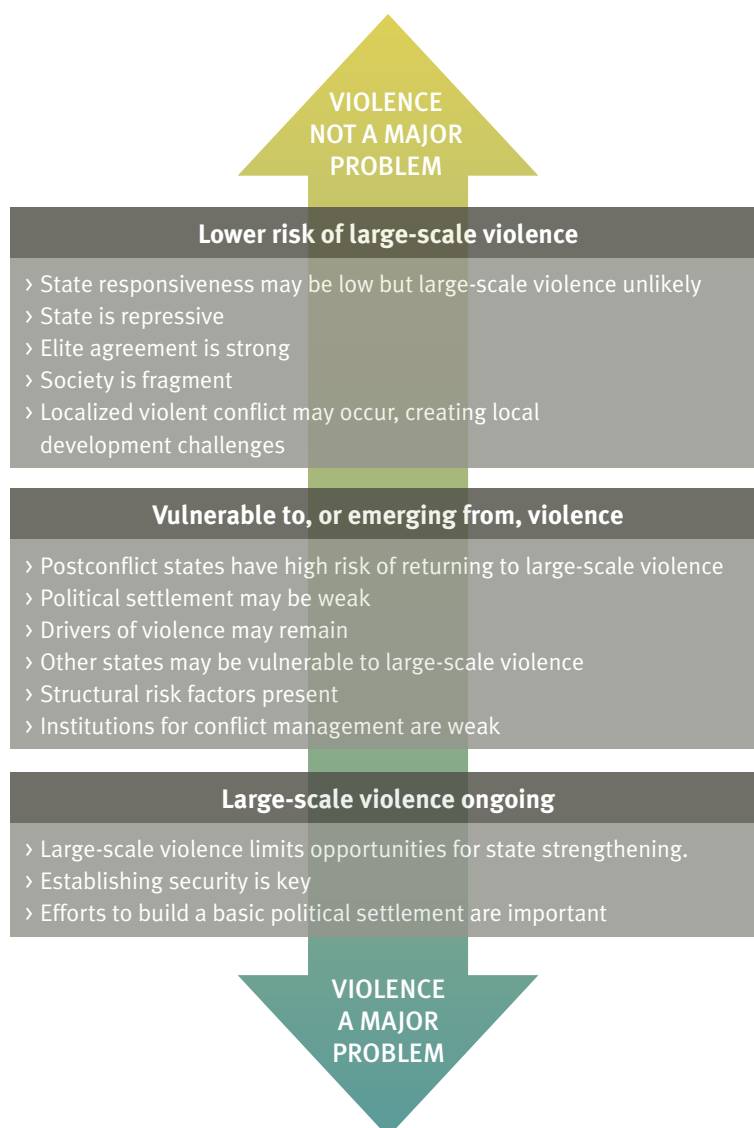 VIOLENCE
NOT A MAJOR
PROBLEM
Lower risk of large-scale violence
› State responsiveness may be low but large-scale violence unlikely
› State is repressive
› Elite agreement is strong
› Society is fragment
› Localized violent conflict may occur, creating local
development challenges
Vulnerable to, or emerging from, violence
› Postconflict states have high risk of returning to large-scale violence
› Political settlement may be weak
› Drivers of violence may remain
› Other states may be vulnerable to large-scale violence
› Structural risk factors present
› Institutions for conflict management are weak
Large-scale violence ongoing
› Large-scale violence limits opportunities for state strengthening.
› Establishing security is key
› Efforts to build a basic political settlement are important
VIOLENCE
A MAJOR
PROBLEM